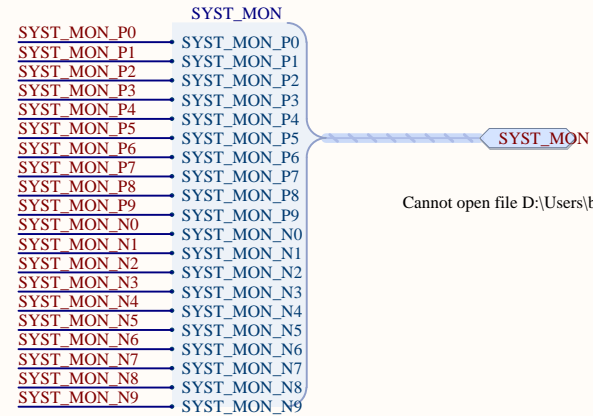 SYST_MON
SYST_MON_P0 SYST_MON_P0
SYST_MON_P1 SYST_MON_P1
SYST_MON_P2 SYST_MON_P2
SYST_MON_P3 SYST_MON_P3
SYST_MON_P4 SYST_MON_P4
SYST_MON_P5 SYST_MON_P5
SYST_MON
SYST_MON_P6 SYST_MON_P6
SYST_MON_P7 SYST_MON_P7
SYST_MON_P8 SYST_MON_P8
SYST_MON_P9 SYST_MON_P9
Cannot open file D:\Users\b
SYST_MON_N0 SYST_MON_N0
SYST_MON_N1 SYST_MON_N1
SYST_MON_N2 SYST_MON_N2
SYST_MON_N3 SYST_MON_N3
SYST_MON_N4 SYST_MON_N4
SYST_MON_N5 SYST_MON_N5
SYST_MON_N6 SYST_MON_N6
SYST_MON_N7 SYST_MON_N7
SYST_MON_N8 SYST_MON_N8
SYST_MON_N9 SYST_MON_N9